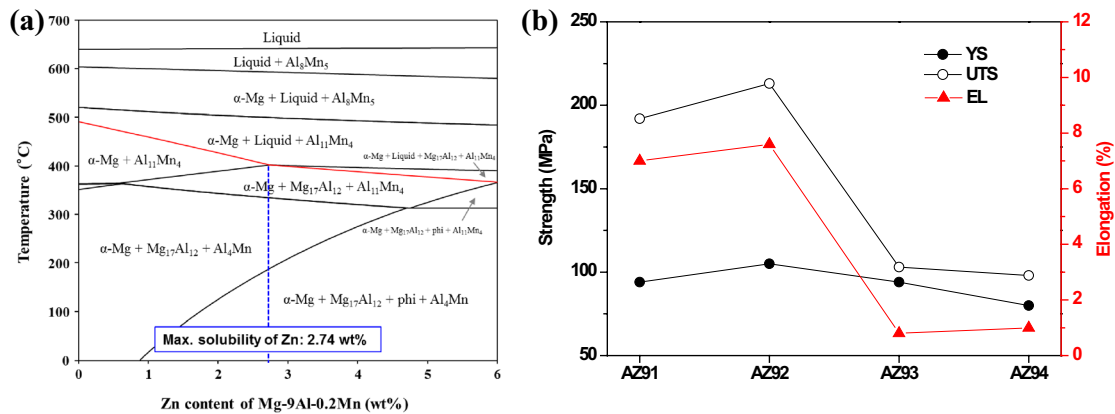 (a)
Temperature (°C)
700
600
500
400
300
200
100
0
Liquid
Liquid + Al₈Mn₅
α-Mg + Liquid + Al₈Mn₅
α-Mg + Liquid + Al₁₁Mn₄
α-Mg + Liquid + Mg₁₇Al₁₂ + Al₁₁Mn₄
α-Mg + Al₁₁Mn₄
α-Mg + Mg₁₇Al₁₂ + Al₁₁Mn₄
α-Mg + Mg₁₇Al₁₂ + phi + Al₁₁Mn₄
α-Mg + Mg₁₇Al₁₂ + Al₄Mn
α-Mg + Mg₁₇Al₁₂ + phi + Al₄Mn
Max. solubility of Zn: 2.74 wt%
0 1 2 3 4 5 6
Zn content of Mg-9Al-0.2Mn (wt%)
(b)
Strength (MPa)
250
200
150
100
50
YS
UTS
EL
12
10
8
6
4
2
0
Elongation (%)
AZ91 AZ92 AZ93 AZ94